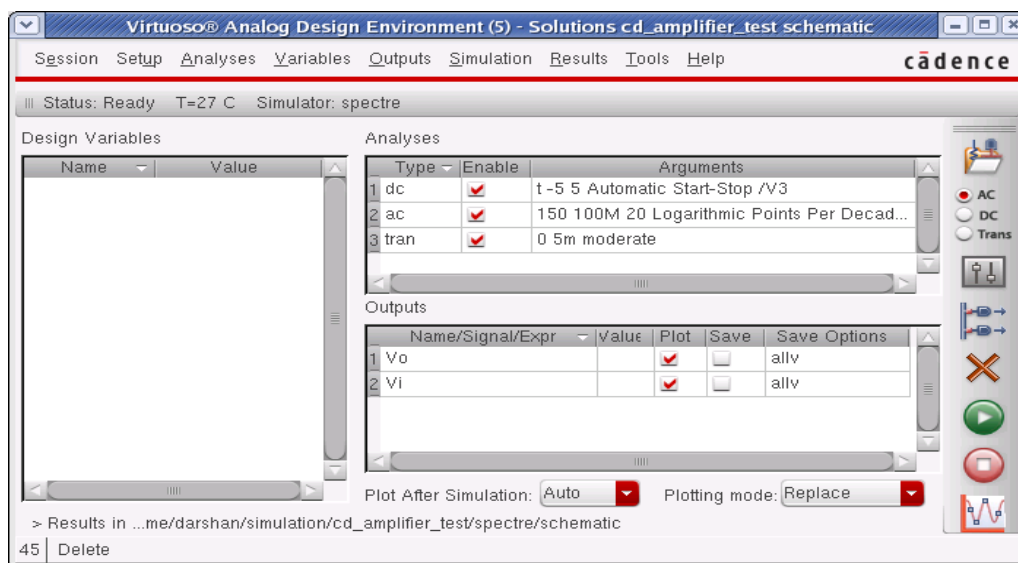 Virtuoso® Analog Design Environment (5) - Solutions cd_amplifier_test schematic
Session Setup Analyses Variables Outputs Simulation Results Tools Help cādence
Status: Ready T=27 C Simulator: spectre
Design Variables
Name Value
Analyses
Type Enable Arguments
1 dc t -5 5 Automatic Start-Stop /V3
2 ac 150 100M 20 Logarithmic Points Per Decad...
3 tran 0 5m moderate
Outputs
Name/Signal/Expr Value Plot Save Save Options
1 Vo allv
2 Vi allv
Plot After Simulation: Auto Plotting mode: Replace
> Results in ...me/darshan/simulation/cd_amplifier_test/spectre/schematic
45 Delete
AC
DC
Trans